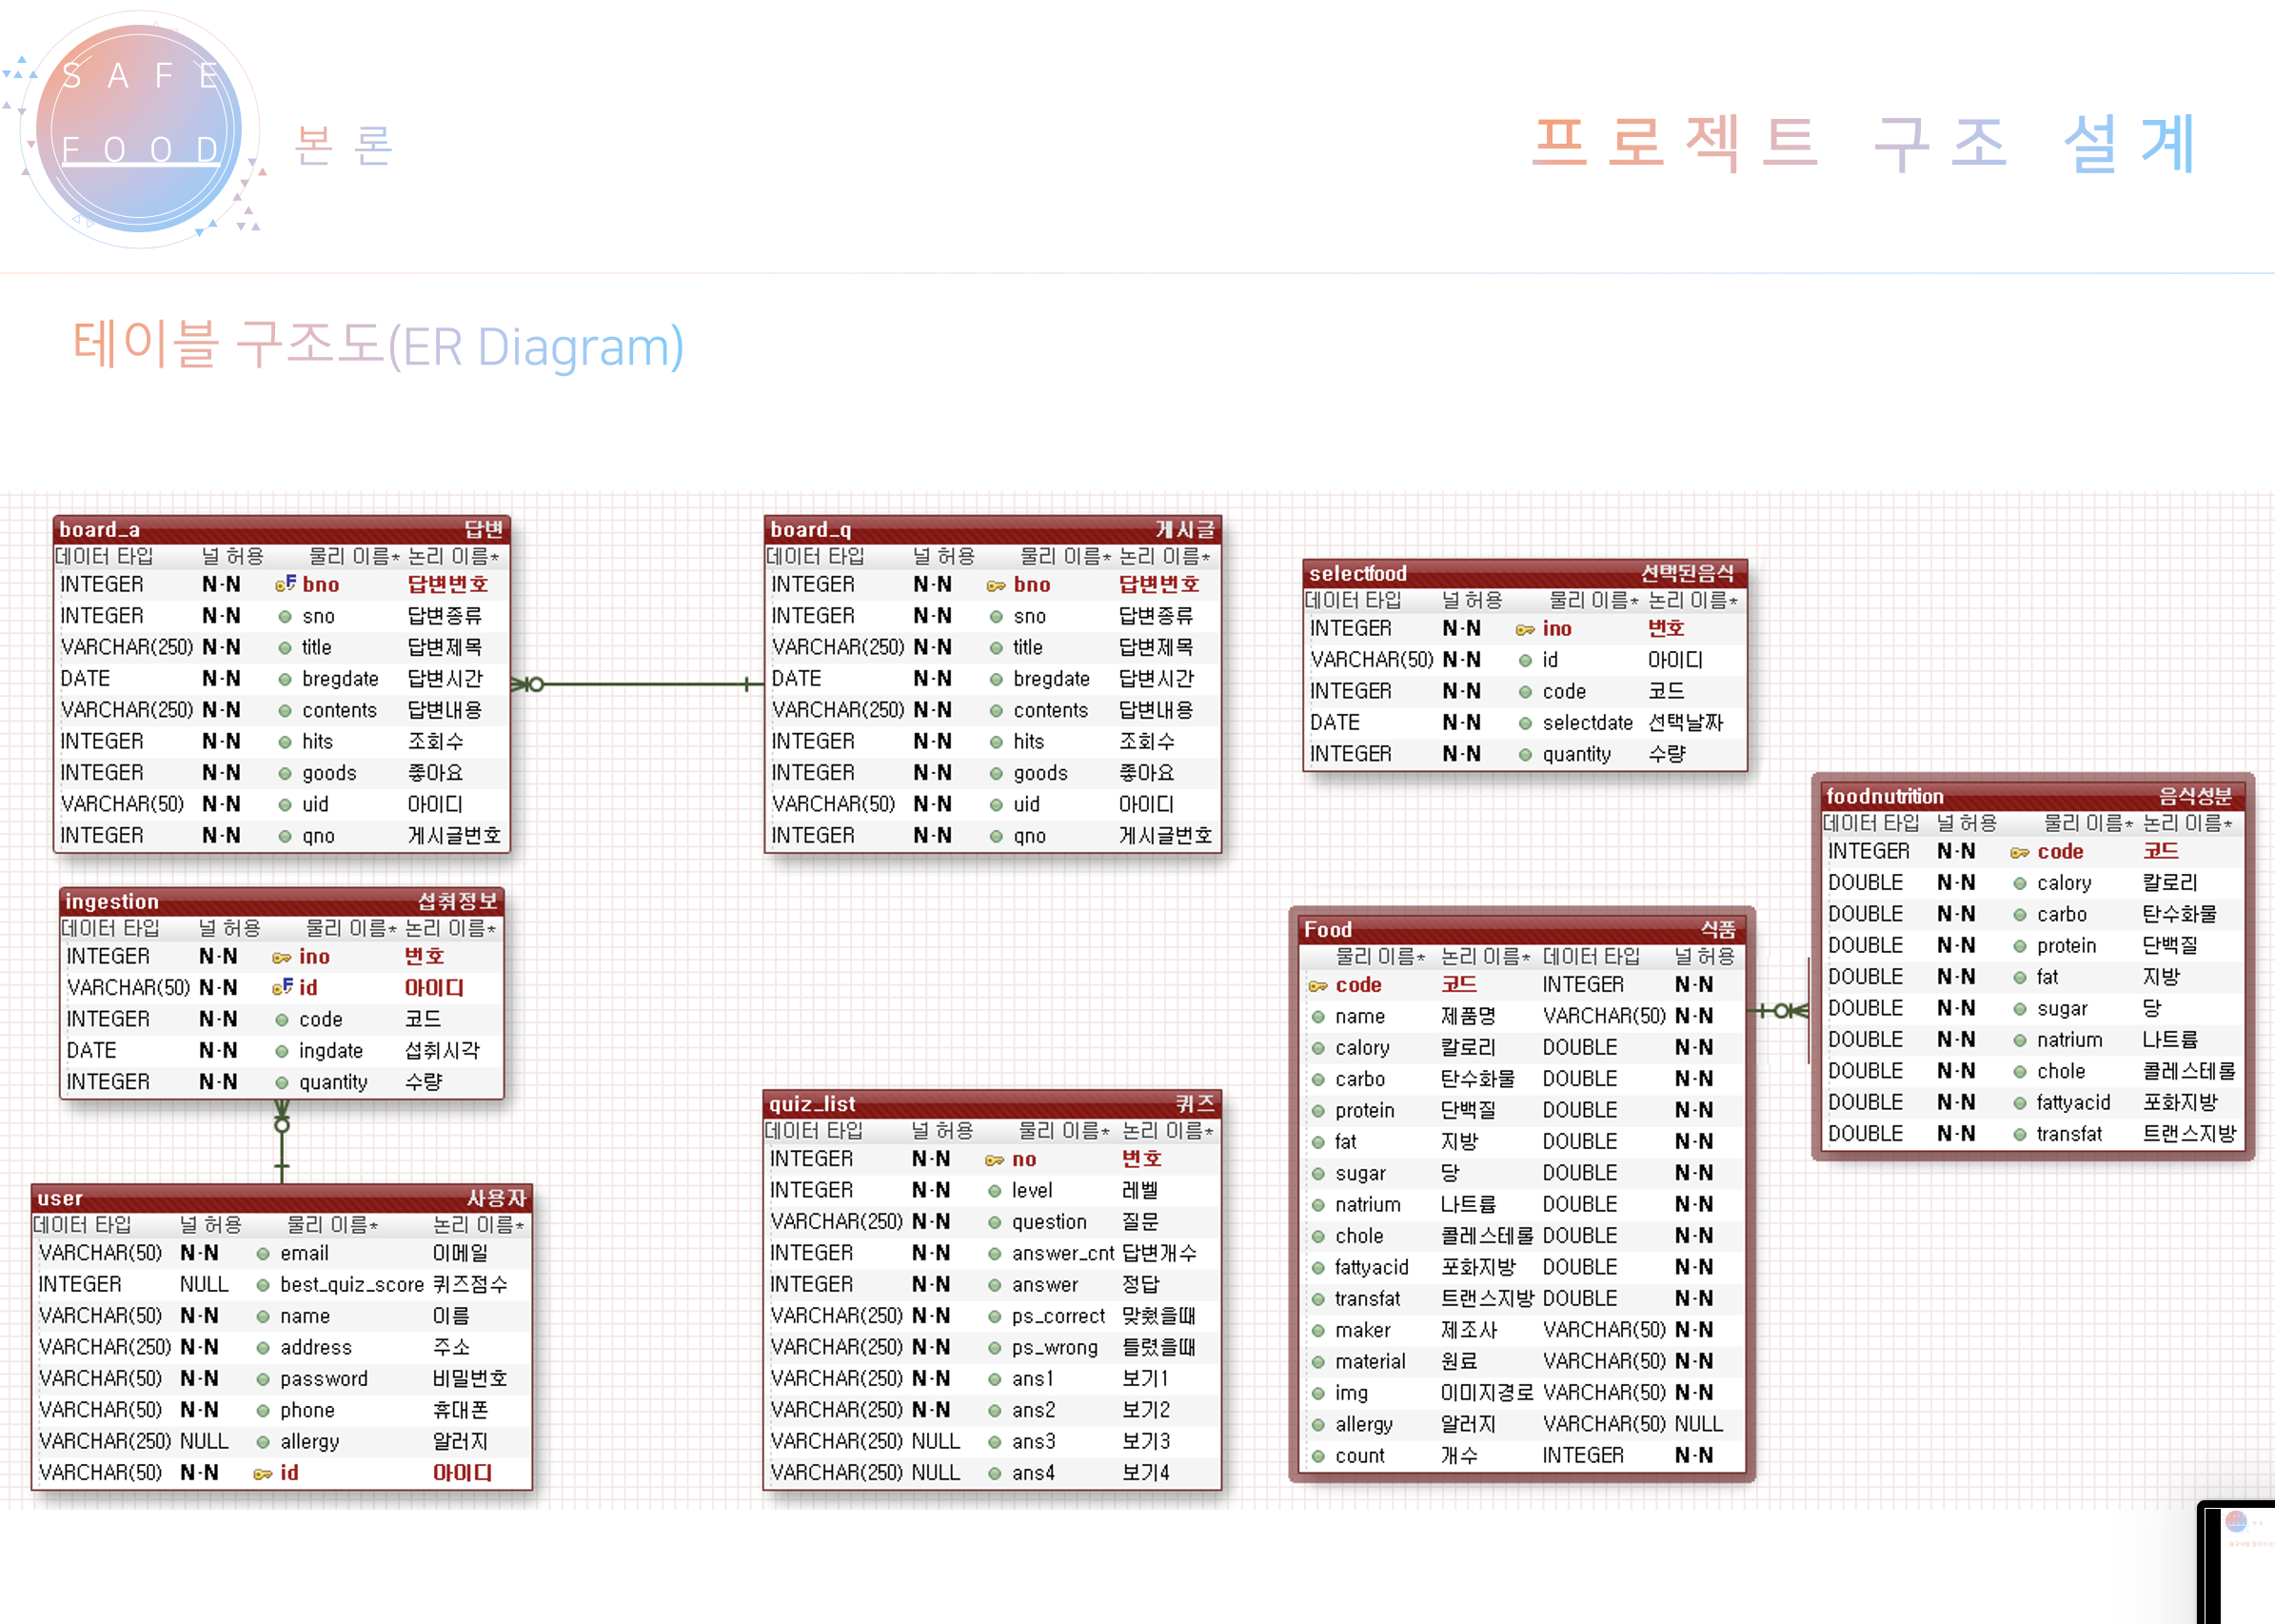 SAFE
FOOD
본론
프로젝트 구조 설계
테이블 구조도(ER Diagram)
board_a 답변
데이터 타입 널 허용 물리 이름* 논리 이름*
INTEGER N-N bno 답변번호
INTEGER N-N sno 답변종류
VARCHAR(250) N-N title 답변제목
DATE N-N bregdate 답변시간
VARCHAR(250) N-N contents 답변내용
INTEGER N-N hits 조회수
INTEGER N-N goods 좋아요
VARCHAR(50) N-N uid 아이디
INTEGER N-N qno 게시글번호
board_q 게시글
데이터 타입 널 허용 물리 이름* 논리 이름*
INTEGER N-N bno 답변번호
INTEGER N-N sno 답변종류
VARCHAR(250) N-N title 답변제목
DATE N-N bregdate 답변시간
VARCHAR(250) N-N contents 답변내용
INTEGER N-N hits 조회수
INTEGER N-N goods 좋아요
VARCHAR(50) N-N uid 아이디
INTEGER N-N qno 게시글번호
selectfood 선택된음식
데이터 타입 널 허용 물리 이름* 논리 이름*
INTEGER N-N ino 번호
VARCHAR(50) N-N id 아이디
INTEGER N-N code 코드
DATE N-N selectdate 선택날짜
INTEGER N-N quantity 수량
foodnutrition 음식성분
데이터 타입 널 허용 물리 이름* 논리 이름*
INTEGER N-N code 코드
DOUBLE N-N calory 칼로리
DOUBLE N-N carbo 탄수화물
DOUBLE N-N protein 단백질
DOUBLE N-N fat 지방
DOUBLE N-N sugar 당
DOUBLE N-N natrium 나트륨
DOUBLE N-N chole 콜레스테롤
DOUBLE N-N fattyacid 포화지방
DOUBLE N-N transfat 트랜스지방
ingestion 섭취정보
데이터 타입 널 허용 물리 이름* 논리 이름*
INTEGER N-N ino 번호
VARCHAR(50) N-N id 아이디
INTEGER N-N code 코드
DATE N-N ingdate 섭취시각
INTEGER N-N quantity 수량
Food 식품
물리 이름* 논리 이름* 데이터 타입 널 허용
code 코드 INTEGER N-N
name 제품명 VARCHAR(50) N-N
calory 칼로리 DOUBLE N-N
carbo 탄수화물 DOUBLE N-N
protein 단백질 DOUBLE N-N
fat 지방 DOUBLE N-N
sugar 당 DOUBLE N-N
natrium 나트륨 DOUBLE N-N
chole 콜레스테롤 DOUBLE N-N
fattyacid 포화지방 DOUBLE N-N
transfat 트랜스지방 DOUBLE N-N
maker 제조사 VARCHAR(50) N-N
material 원료 VARCHAR(50) N-N
img 이미지경로 VARCHAR(50) N-N
allergy 알러지 VARCHAR(50) NULL
count 개수 INTEGER N-N
user 사용자
데이터 타입 널 허용 물리 이름* 논리 이름*
VARCHAR(50) N-N email 이메일
INTEGER NULL best_quiz_score 퀴즈점수
VARCHAR(50) N-N name 이름
VARCHAR(250) N-N address 주소
VARCHAR(50) N-N password 비밀번호
VARCHAR(50) N-N phone 휴대폰
VARCHAR(250) NULL allergy 알러지
VARCHAR(50) N-N id 아이디
quiz_list 퀴즈
데이터 타입 널 허용 물리 이름* 논리 이름*
INTEGER N-N no 번호
INTEGER N-N level 레벨
VARCHAR(250) N-N question 질문
INTEGER N-N answer_cnt 답변개수
INTEGER N-N answer 정답
VARCHAR(250) N-N ps_correct 맞췄을때
VARCHAR(250) N-N ps_wrong 틀렸을때
VARCHAR(250) N-N ans1 보기1
VARCHAR(250) N-N ans2 보기2
VARCHAR(250) NULL ans3 보기3
VARCHAR(250) NULL ans4 보기4